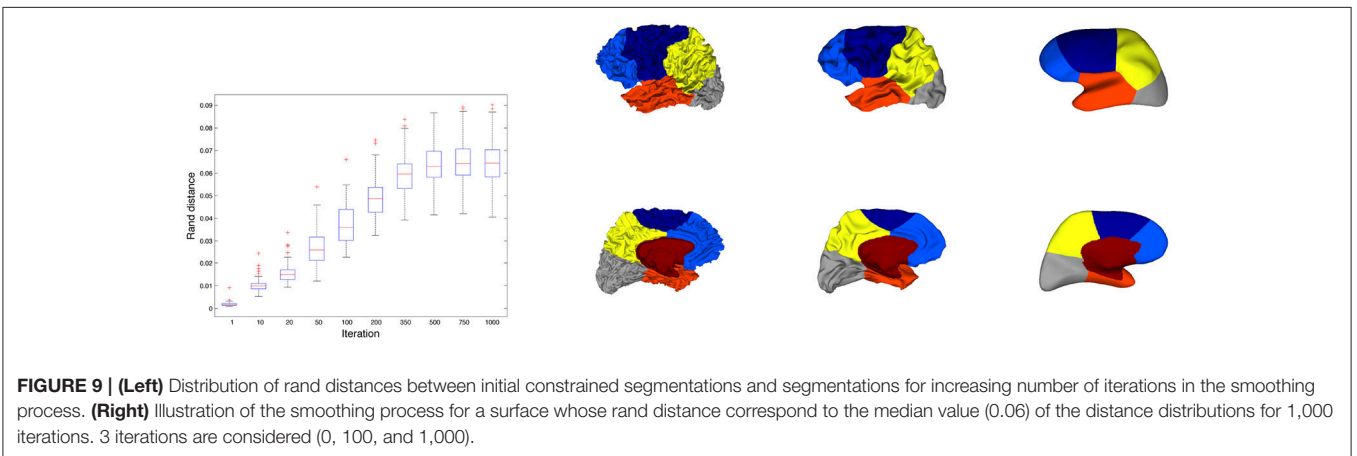 0.09
0.08
0.07
0.06
0.05
0.04
0.03
0.02
0.01
0
Rand distance
1 10 20 50 100 200 350 500 750 1000
Iteration
FIGURE 9 | (Left) Distribution of rand distances between initial constrained segmentations and segmentations for increasing number of iterations in the smoothing
process. (Right) Illustration of the smoothing process for a surface whose rand distance correspond to the median value (0.06) of the distance distributions for 1,000
iterations. 3 iterations are considered (0, 100, and 1,000).